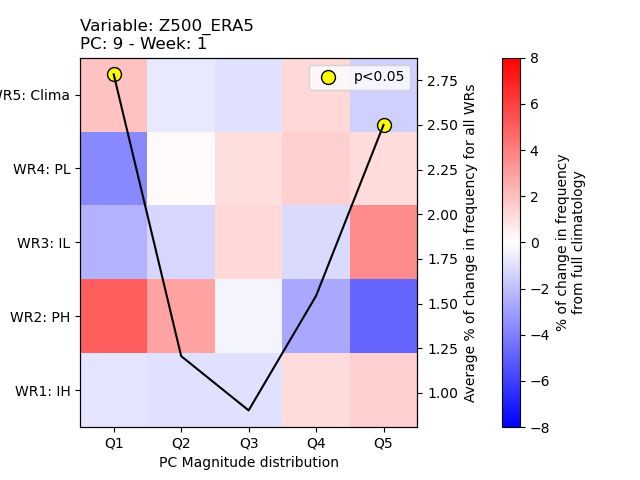 Variable: Z500_ERA5
PC: 9 - Week: 1
p<0.05
WR5: Clima
WR4: PL
WR3: IL
WR2: PH
WR1: IH
Q1 Q2 Q3 Q4 Q5
PC Magnitude distribution
2.75
2.50
2.25
2.00
1.75
1.50
1.25
1.00
Average % of change in frequency for all WRs
8
6
4
2
0
−2
−4
−6
−8
% of change in frequency
from full climatology